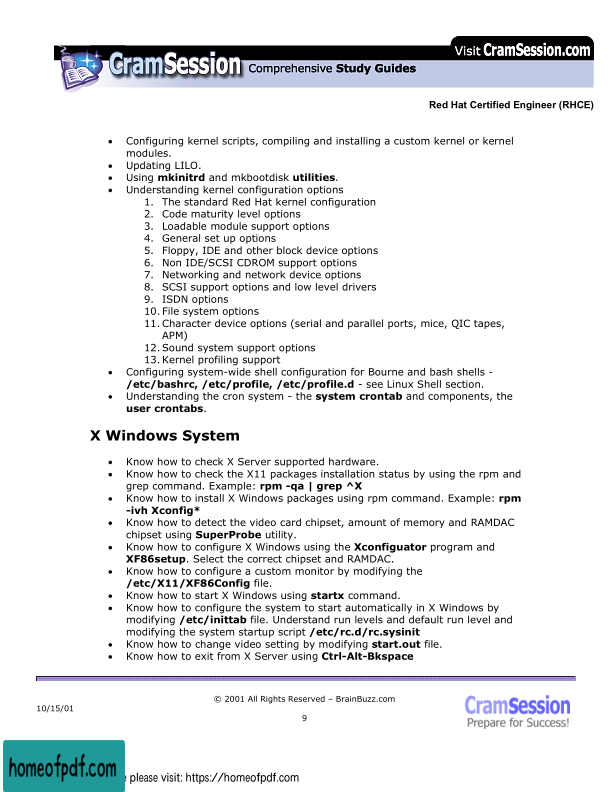 Visit CramSession.com
CramSession Comprehensive Study Guides
Red Hat Certified Engineer (RHCE)
• Configuring kernel scripts, compiling and installing a custom kernel or kernel
modules.
• Updating LILO.
• Using mkinitrd and mkbootdisk utilities.
• Understanding kernel configuration options
1. The standard Red Hat kernel configuration
2. Code maturity level options
3. Loadable module support options
4. General set up options
5. Floppy, IDE and other block device options
6. Non IDE/SCSI CDROM support options
7. Networking and network device options
8. SCSI support options and low level drivers
9. ISDN options
10. File system options
11. Character device options (serial and parallel ports, mice, QIC tapes,
APM)
12. Sound system support options
13. Kernel profiling support
• Configuring system-wide shell configuration for Bourne and bash shells -
/etc/bashrc, /etc/profile, /etc/profile.d - see Linux Shell section.
• Understanding the cron system - the system crontab and components, the
user crontabs.
X Windows System
• Know how to check X Server supported hardware.
• Know how to check the X11 packages installation status by using the rpm and
grep command. Example: rpm -qa | grep ^X
• Know how to install X Windows packages using rpm command. Example: rpm
-ivh Xconfig*
• Know how to detect the video card chipset, amount of memory and RAMDAC
chipset using SuperProbe utility.
• Know how to configure X Windows using the Xconfiguator program and
XF86setup. Select the correct chipset and RAMDAC.
• Know how to configure a custom monitor by modifying the
/etc/X11/XF86Config file.
• Know how to start X Windows using startx command.
• Know how to configure the system to start automatically in X Windows by
modifying /etc/inittab file. Understand run levels and default run level and
modifying the system startup script /etc/rc.d/rc.sysinit
• Know how to change video setting by modifying start.out file.
• Know how to exit from X Server using Ctrl-Alt-Bkspace
© 2001 All Rights Reserved – BrainBuzz.com
10/15/01
9
CramSession
Prepare for Success!
homeofpdf.com
please visit: https://homeofpdf.com